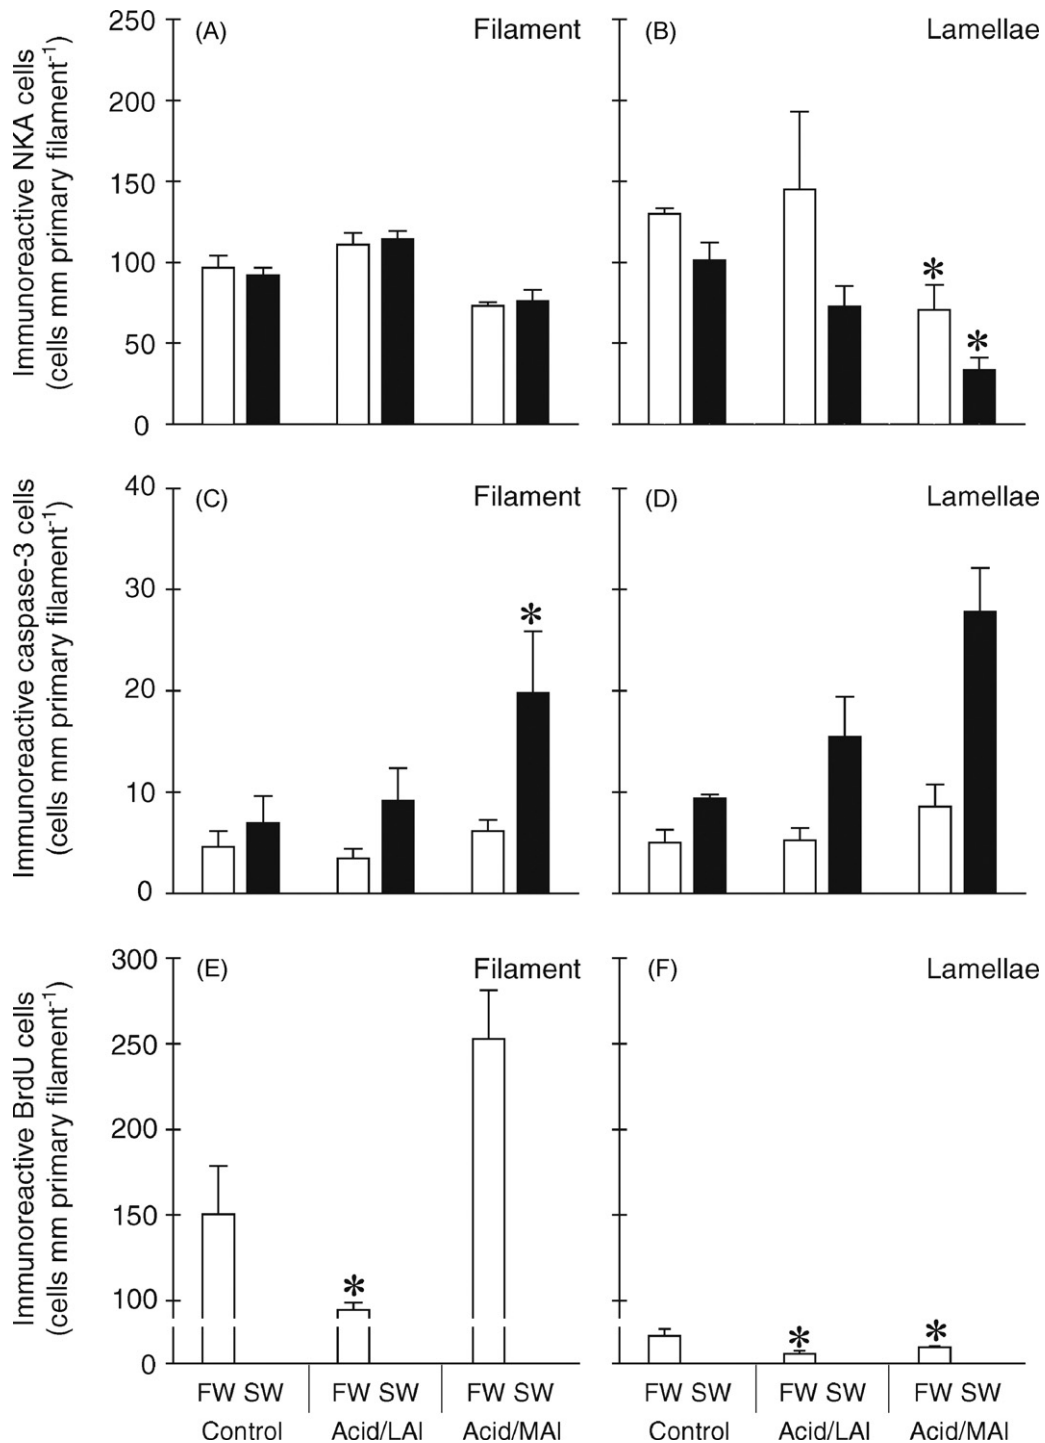 Immunoreactive NKA cells
(cells mm primary filament⁻¹)
250
200
150
100
50
0
(A) Filament
(B) Lamellae
*
*
Immunoreactive caspase-3 cells
(cells mm primary filament⁻¹)
40
30
20
10
0
(C) Filament
*
(D) Lamellae
Immunoreactive BrdU cells
(cells mm primary filament⁻¹)
300
250
200
150
100
0
(E) Filament
*
(F) Lamellae
*
*
FW SW FW SW FW SW FW SW FW SW FW SW
Control Acid/LAl Acid/MAl Control Acid/LAl Acid/MAl